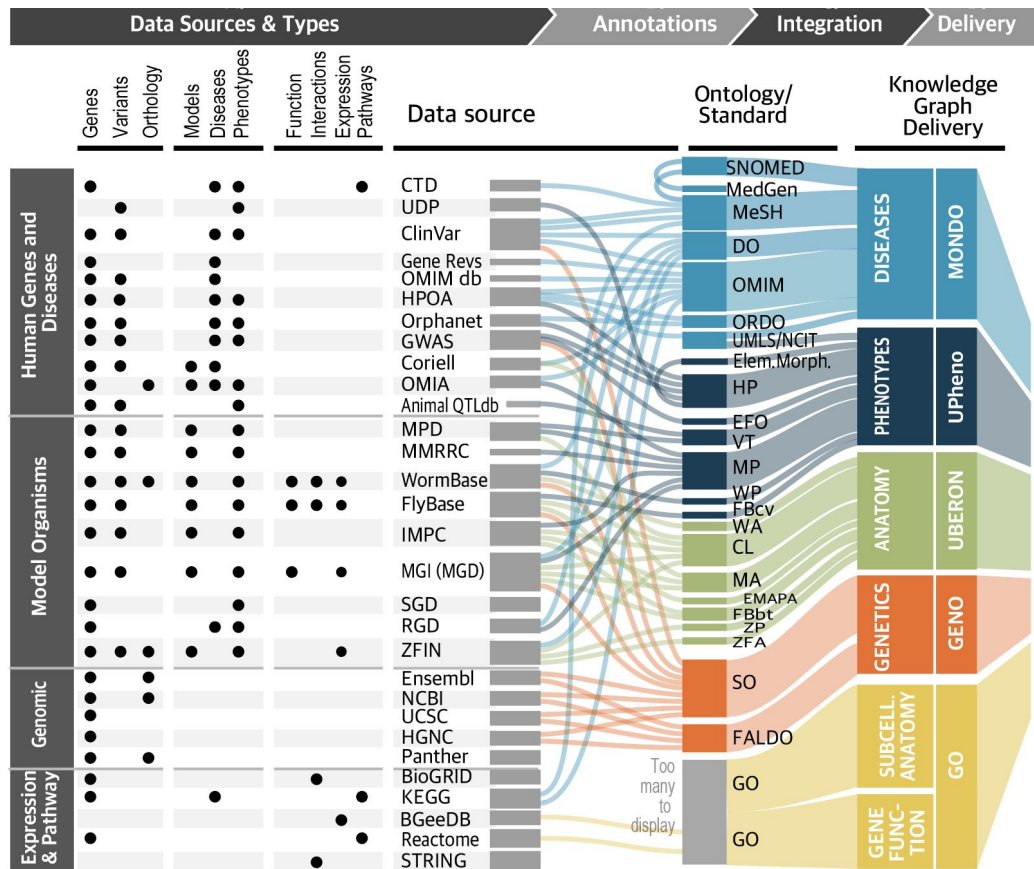 Data Sources & Types
Annotations
Integration
Delivery
Genes
Variants
Orthology
Models
Diseases
Phenotypes
Function
Interactions
Expression
Pathways
Data source
Ontology/
Standard
Knowledge
Graph
Delivery
Human Genes and
Diseases
CTD
UDP
ClinVar
Gene Revs
OMIM db
HPOA
Orphanet
GWAS
Coriell
OMIA
Animal QTLdb
Model Organisms
MPD
MMRRC
WormBase
FlyBase
IMPC
MGI (MGD)
SGD
RGD
ZFIN
Genomic
Ensembl
NCBI
UCSC
HGNC
Panther
Expression
& Pathway
BioGRID
KEGG
BGeeDB
Reactome
STRING
SNOMED
MedGen
MeSH
DO
OMIM
ORDO
UMLS/NCIT
Elem.Morph.
HP
EFO
VT
MP
WP
FBcv
WA
CL
MA
EMAPA
FBbt
ZP
ZFA
SO
FALDO
Too
many
to
display
GO
GO
DISEASES
MONDO
PHENOTYPES
UPheno
ANATOMY
UBERON
GENETICS
GENO
SUBCELL.
ANATOMY
GENE
FUNC-
TION
GO